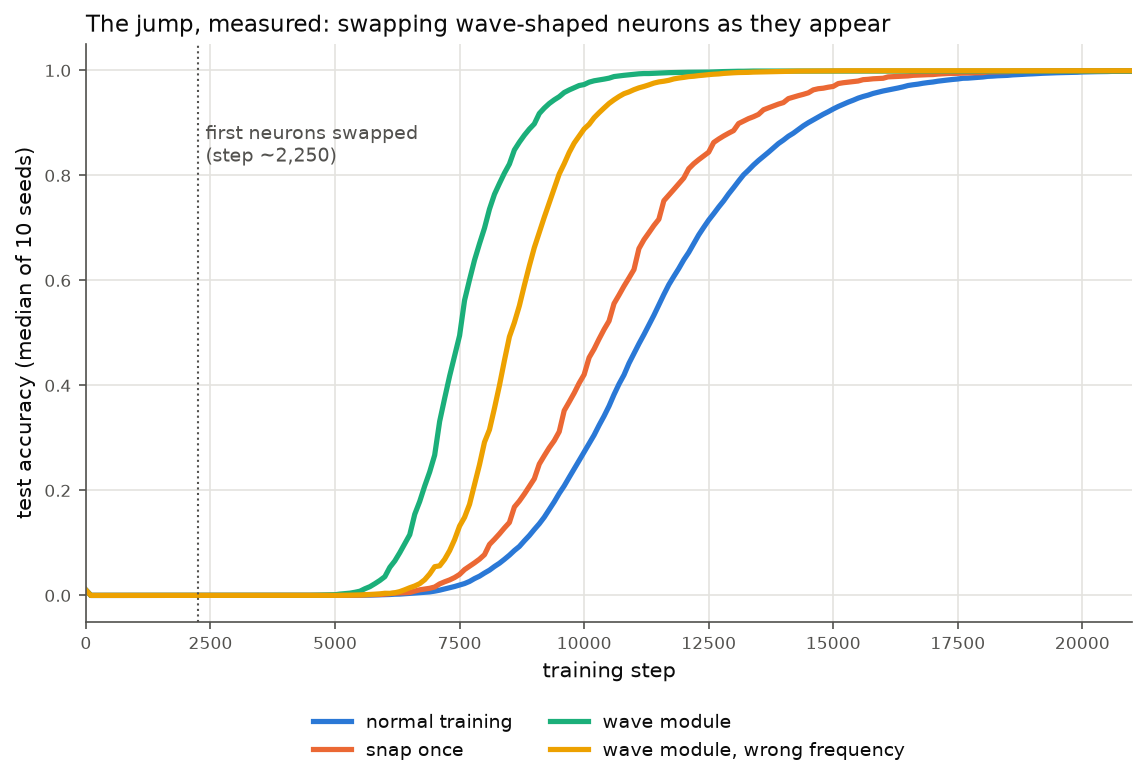 The jump, measured: swapping wave-shaped neurons as they appear
test accuracy (median of 10 seeds)
1.0
0.8
0.6
0.4
0.2
0.0
first neurons swapped
(step ~2,250)
0 2500 5000 7500 10000 12500 15000 17500 20000
training step
normal training
snap once
wave module
wave module, wrong frequency